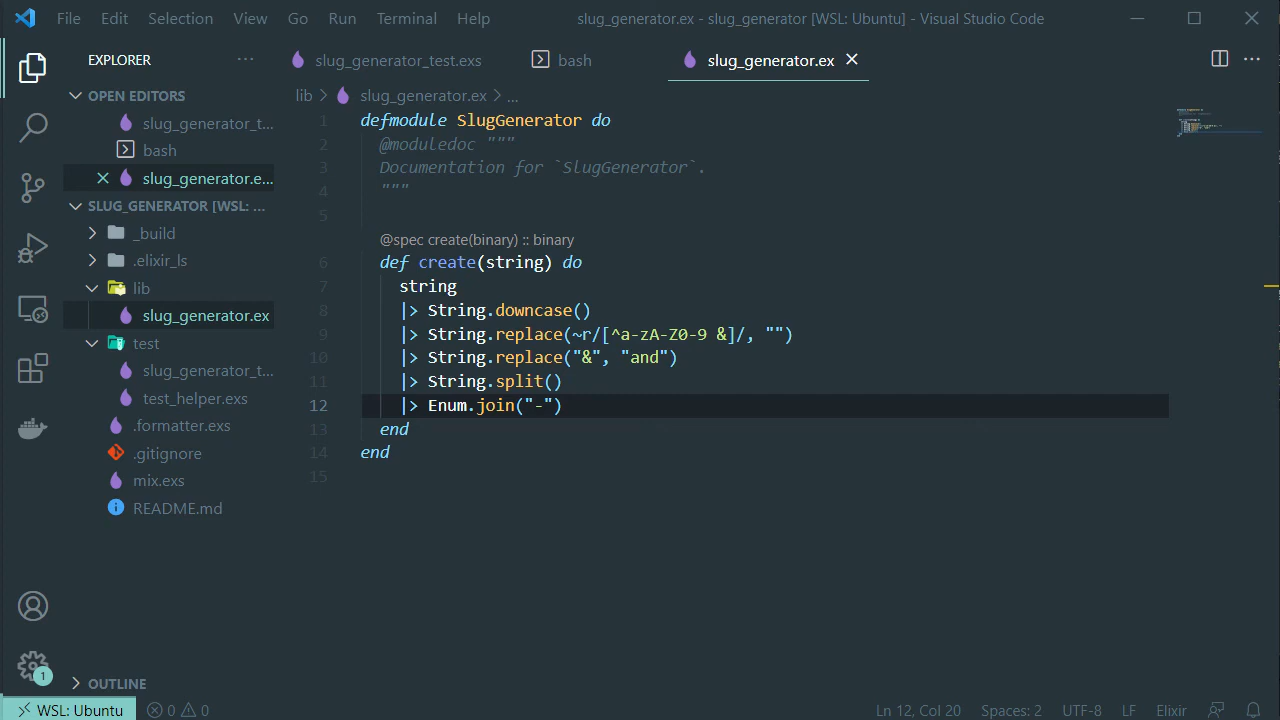 File Edit Selection View Go Run Terminal Help slug_generator.ex - slug_generator [WSL: Ubuntu] - Visual Studio Code
EXPLORER
OPEN EDITORS
slug_generator_t...
bash
slug_generator.e...
SLUG_GENERATOR [WSL: ...
_build
.elixir_ls
lib
slug_generator.ex
test
slug_generator_t...
test_helper.exs
.formatter.exs
.gitignore
mix.exs
README.md
OUTLINE
1
slug_generator_test.exs bash slug_generator.ex
lib > slug_generator.ex > ...
1 defmodule SlugGenerator do
2 @moduledoc """
3 Documentation for `SlugGenerator`.
4 """
5
@spec create(binary) :: binary
6 def create(string) do
7 string
8 |> String.downcase()
9 |> String.replace(~r/[^a-zA-Z0-9 &]/, "")
10 |> String.replace("&", "and")
11 |> String.split()
12 |> Enum.join("-")
13 end
14 end
15
WSL: Ubuntu 0 0 Ln 12, Col 20 Spaces: 2 UTF-8 LF Elixir